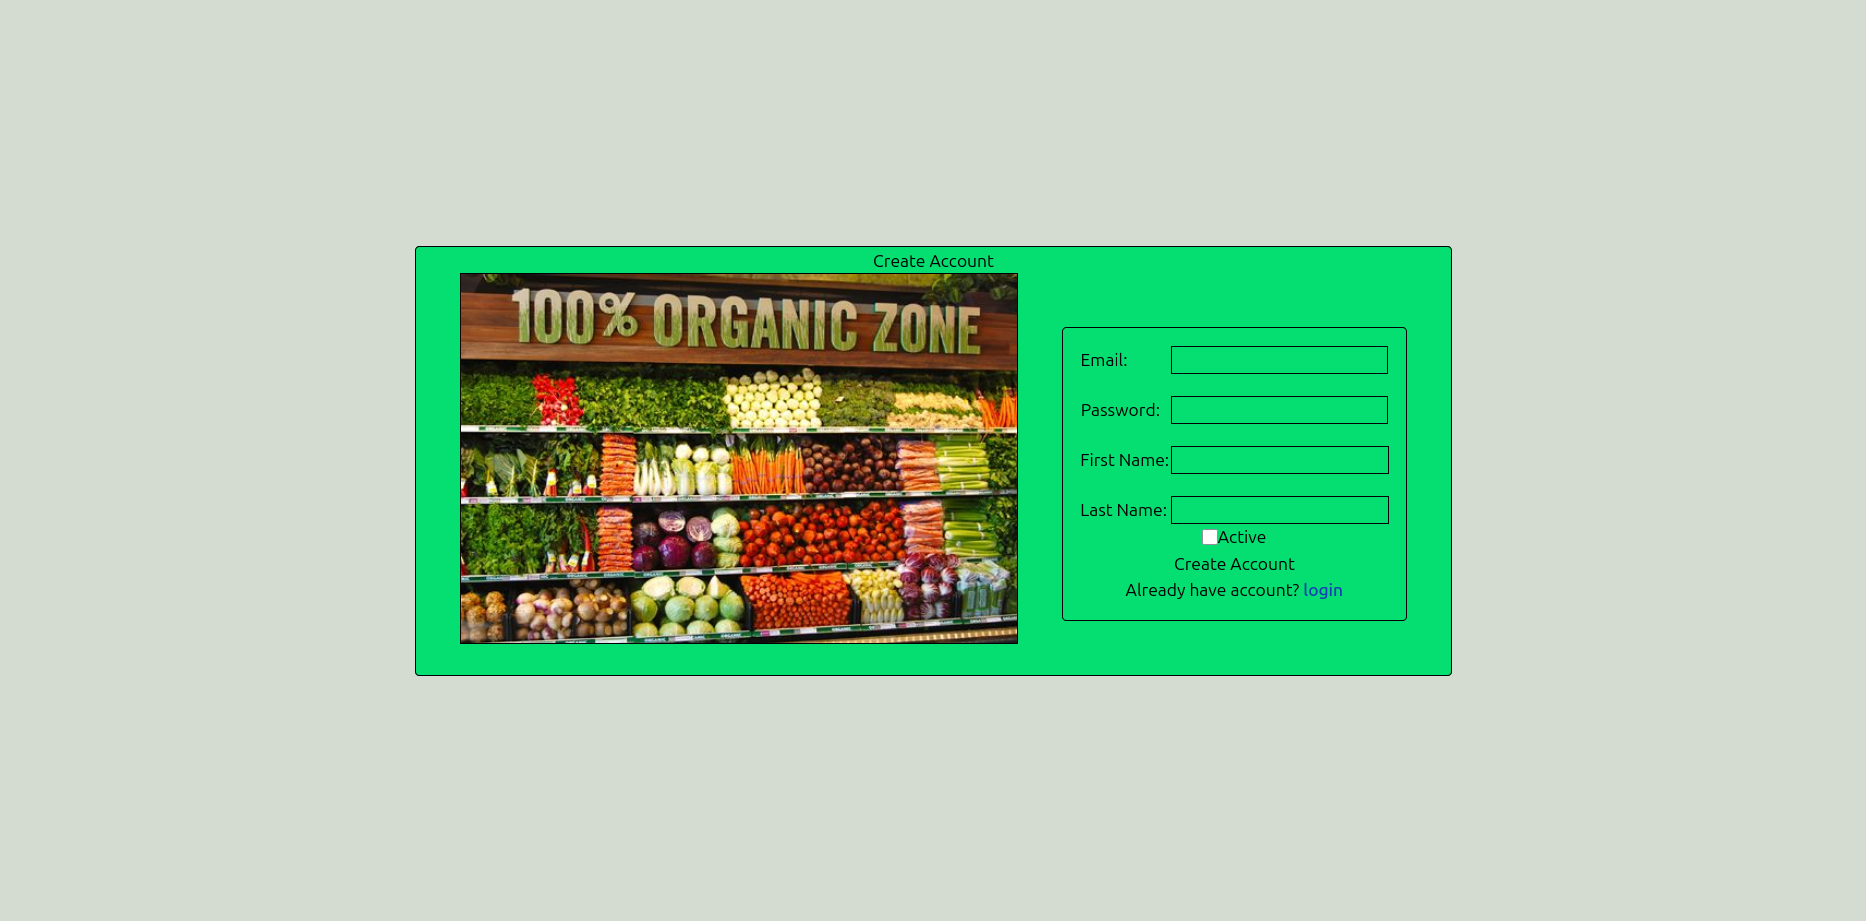 Create Account
100% ORGANIC ZONE
Email:
Password:
First Name:
Last Name:
Active
Create Account
Already have account? login